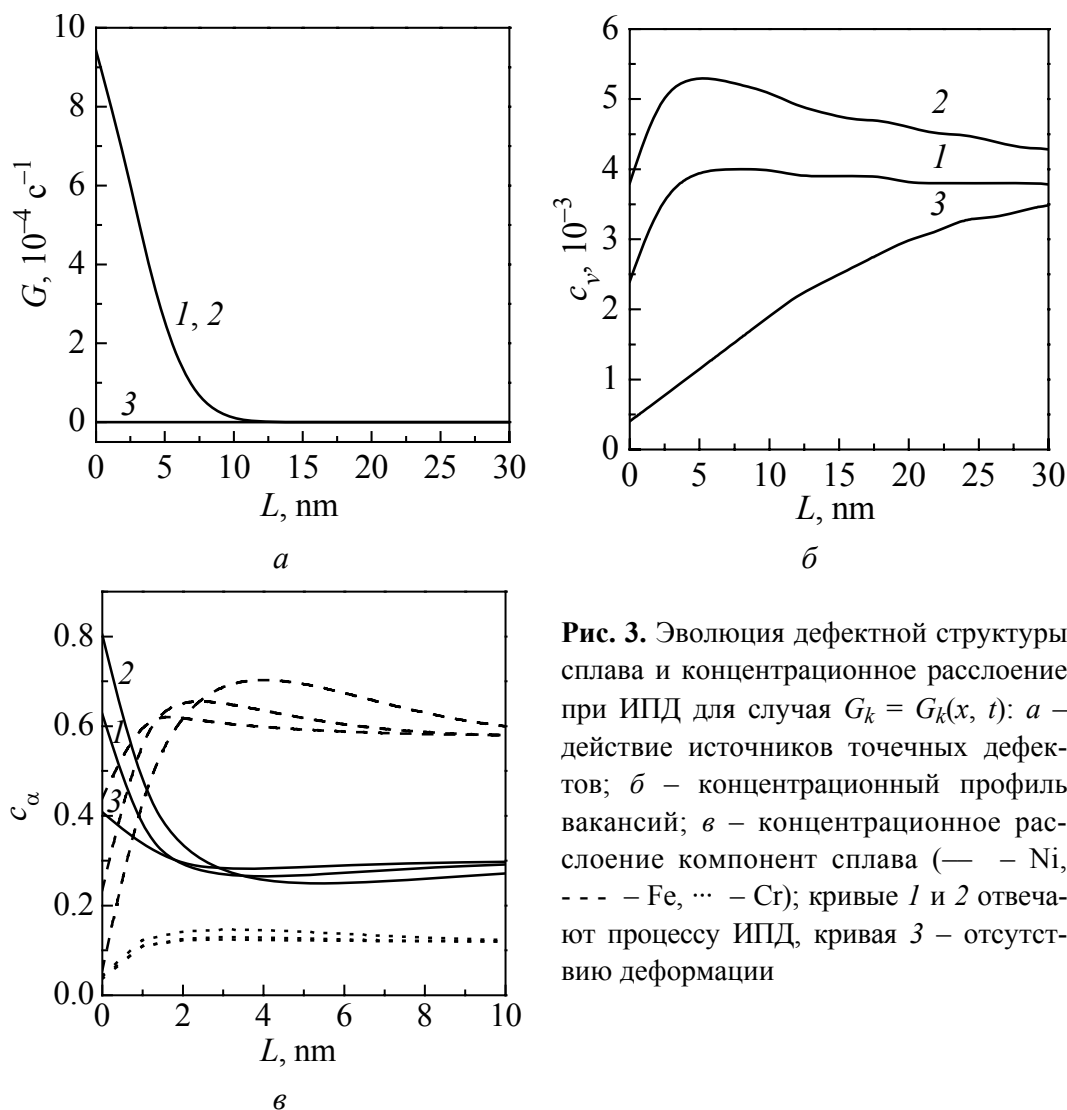 10
8
6
4
2
0
G, 10⁻⁴ c⁻¹
1, 2
3
0 5 10 15 20 25 30
L, nm
а
6
5
4
3
2
1
0
c_v, 10⁻³
2
1
3
0 5 10 15 20 25 30
L, nm
б
0.8
0.6
0.4
0.2
0.0
c_α
2
1
3
0 2 4 6 8 10
L, nm
в
Рис. 3. Эволюция дефектной структуры
сплава и концентрационное расслоение
при ИПД для случая G_k = G_k(x, t): а –
действие источников точечных дефек-
тов; б – концентрационный профиль
вакансий; в – концентрационное рас-
слоение компонент сплава (— – Ni,
- - - – Fe, ··· – Cr); кривые 1 и 2 отвеча-
ют процессу ИПД, кривая 3 – отсутст-
вию деформации